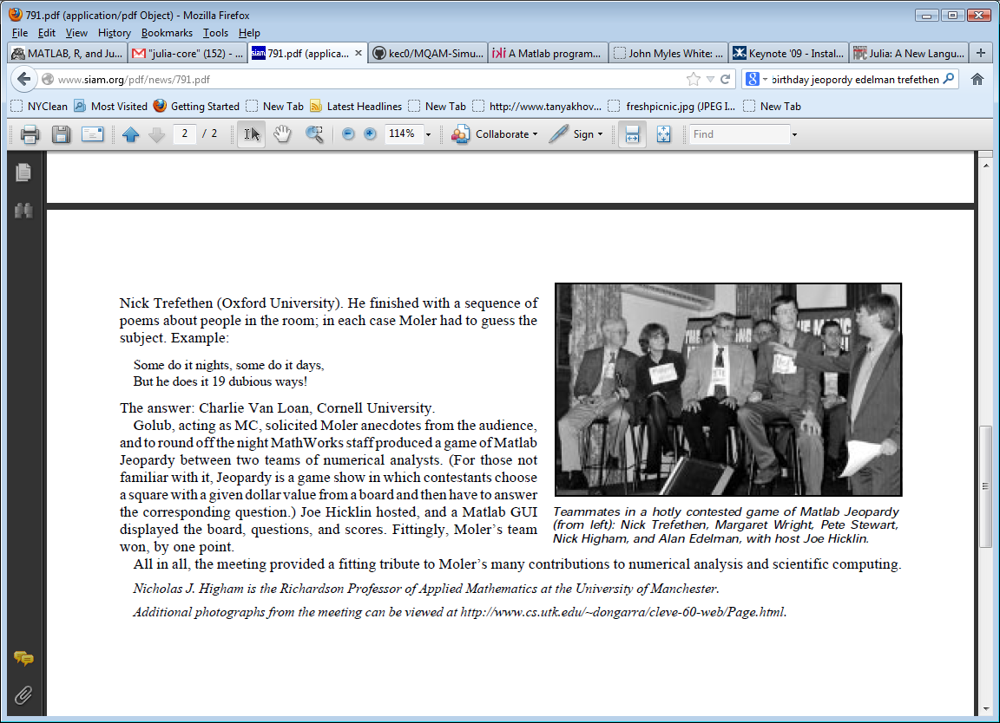 791.pdf (application/pdf Object) - Mozilla Firefox
File Edit View History Bookmarks Tools Help
MATLAB, R, and Ju... "julia-core" (152) - ... siam 791.pdf (applica... kec0/MQAM-Simu... A Matlab program... John Myles White: ... Keynote '09 - Instal... Julia: A New Langu...
www.siam.org/pdf/news/791.pdf birthday jeopordy edelman trefethen
NYClean Most Visited Getting Started New Tab Latest Headlines New Tab http://www.tanyakhov... freshpicnic.jpg (JPEG I... New Tab
2 / 2 114% Collaborate Sign Find
Nick Trefethen (Oxford University). He finished with a sequence of
poems about people in the room; in each case Moler had to guess the
subject. Example:
Some do it nights, some do it days,
But he does it 19 dubious ways!
The answer: Charlie Van Loan, Cornell University.
Golub, acting as MC, solicited Moler anecdotes from the audience,
and to round off the night MathWorks staff produced a game of Matlab
Jeopardy between two teams of numerical analysts. (For those not
familiar with it, Jeopardy is a game show in which contestants choose
a square with a given dollar value from a board and then have to answer
the corresponding question.) Joe Hicklin hosted, and a Matlab GUI
displayed the board, questions, and scores. Fittingly, Moler's team
won, by one point.
Teammates in a hotly contested game of Matlab Jeopardy
(from left): Nick Trefethen, Margaret Wright, Pete Stewart,
Nick Higham, and Alan Edelman, with host Joe Hicklin.
All in all, the meeting provided a fitting tribute to Moler's many contributions to numerical analysis and scientific computing.
Nicholas J. Higham is the Richardson Professor of Applied Mathematics at the University of Manchester.
Additional photographs from the meeting can be viewed at http://www.cs.utk.edu/~dongarra/cleve-60-web/Page.html.